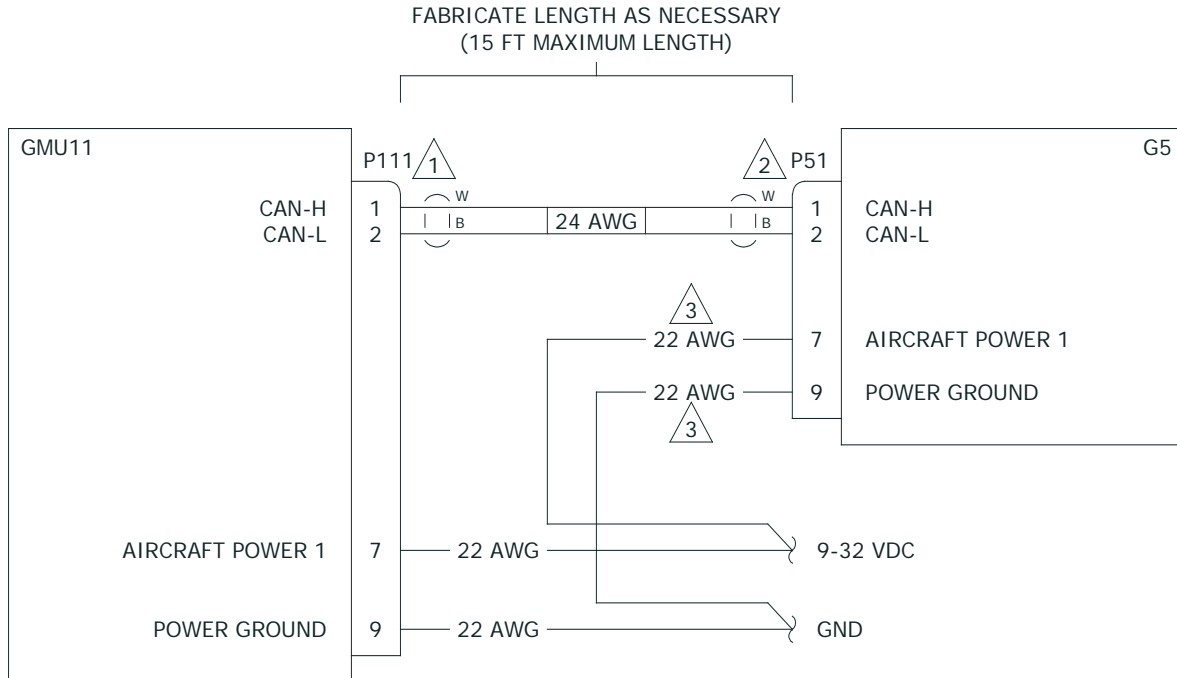 FABRICATE LENGTH AS NECESSARY
(15 FT MAXIMUM LENGTH)
GMU11
G5
P111
1
2
P51
W
W
CAN-H
1
1
CAN-H
B
24 AWG
B
CAN-L
2
2
CAN-L
3
22 AWG
7
AIRCRAFT POWER 1
22 AWG
9
POWER GROUND
3
AIRCRAFT POWER 1
7
22 AWG
9-32 VDC
POWER GROUND
9
22 AWG
GND